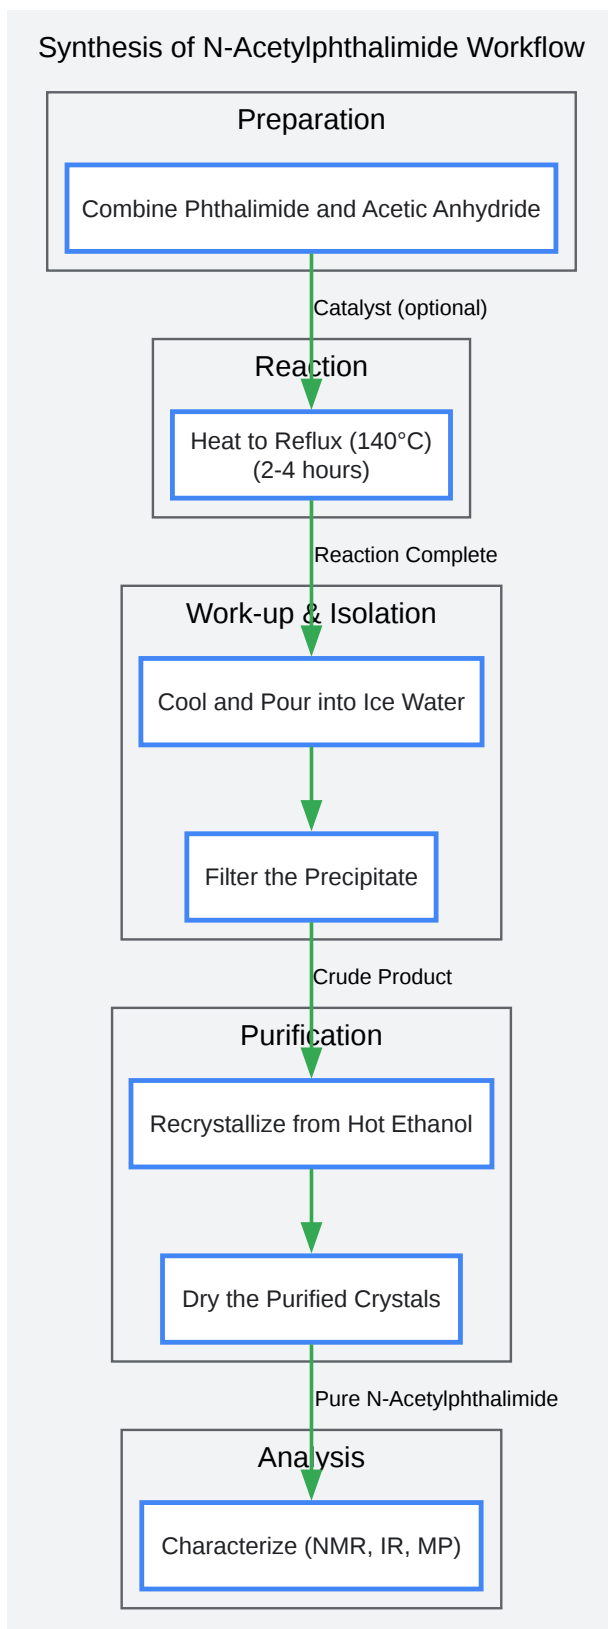 Synthesis of N-Acetylphthalimide Workflow
Preparation
Combine Phthalimide and Acetic Anhydride
Catalyst (optional)
Reaction
Heat to Reflux (140°C)
(2-4 hours)
Reaction Complete
Work-up & Isolation
Cool and Pour into Ice Water
Filter the Precipitate
Crude Product
Purification
Recrystallize from Hot Ethanol
Dry the Purified Crystals
Pure N-Acetylphthalimide
Analysis
Characterize (NMR, IR, MP)